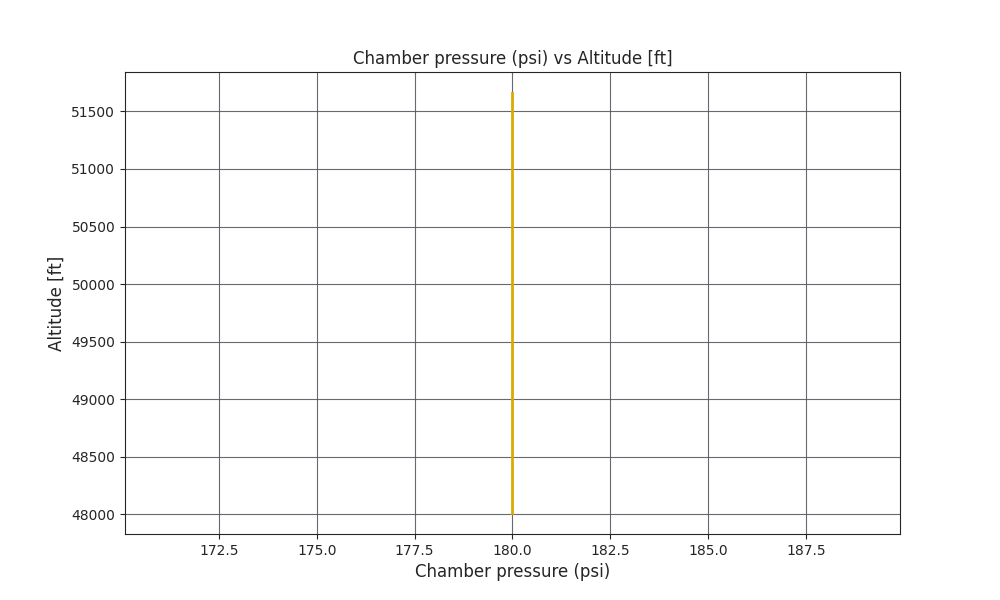 Chamber pressure (psi) vs Altitude [ft]
51500
51000
50500
50000
49500
49000
48500
48000
Altitude [ft]
172.5 175.0 177.5 180.0 182.5 185.0 187.5
Chamber pressure (psi)